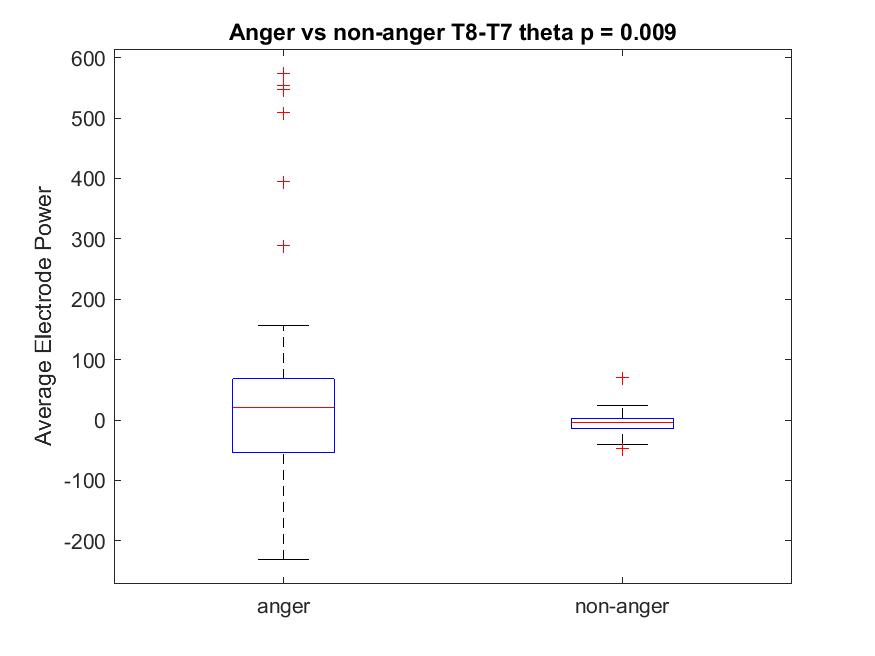 Anger vs non-anger T8-T7 theta p = 0.009
600
500
400
300
200
100
0
-100
-200
Average Electrode Power
anger
non-anger